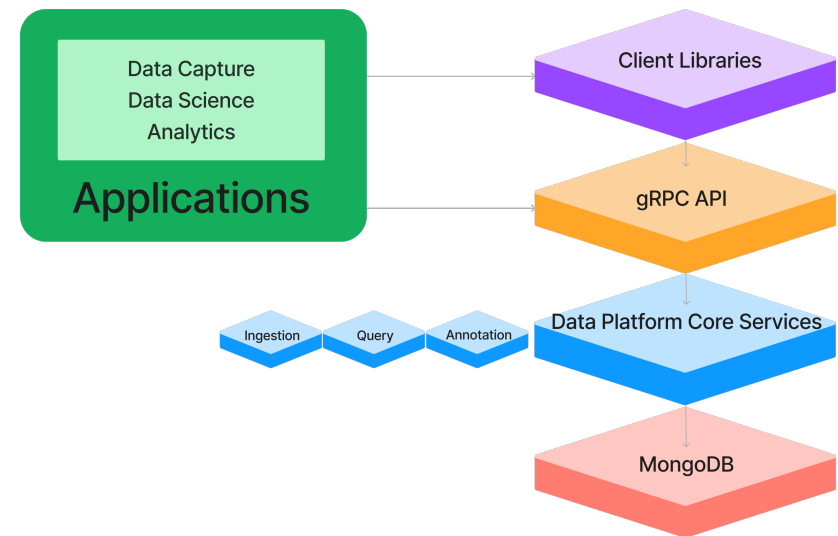 Data Capture
Data Science
Analytics
Applications
Client Libraries
gRPC API
Data Platform Core Services
Ingestion
Query
Annotation
MongoDB